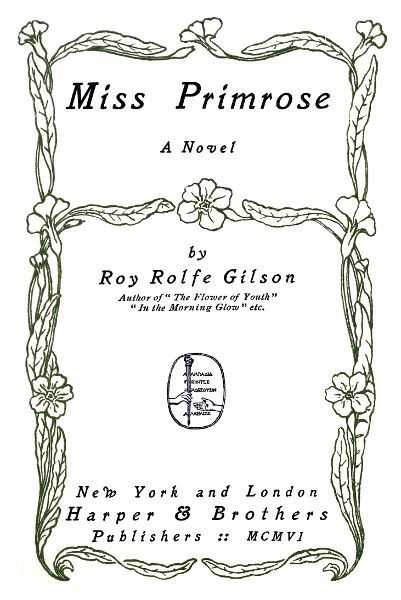 Miss Primrose
A Novel
by
Roy Rolfe Gilson
Author of "The Flower of Youth"
"In the Morning Glow" etc.
New York and London
Harper & Brothers
Publishers :: MCMVI